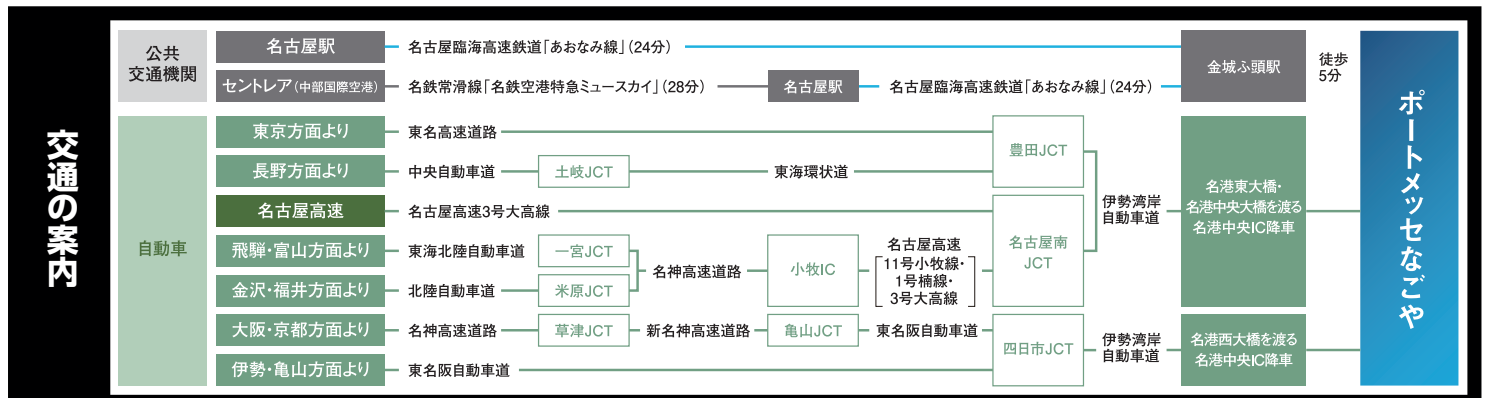 交通の案内
公共
交通機関
名古屋駅
名古屋臨海高速鉄道「あおなみ線」(24分)
セントレア(中部国際空港)
名鉄常滑線「名鉄空港特急ミュースカイ」(28分)
名古屋駅
名古屋臨海高速鉄道「あおなみ線」(24分)
金城ふ頭駅
徒歩
5分
自動車
東京方面より
東名高速道路
長野方面より
中央自動車道
土岐JCT
東海環状道
豊田JCT
名古屋高速
名古屋高速3号大高線
飛騨・富山方面より
東海北陸自動車道
一宮JCT
金沢・福井方面より
北陸自動車道
米原JCT
名神高速道路
小牧IC
名古屋高速
11号小牧線・
1号楠線・
3号大高線
名古屋南
JCT
伊勢湾岸
自動車道
名港東大橋・
名港中央大橋を渡る
名港中央IC降車
大阪・京都方面より
名神高速道路
草津JCT
新名神高速道路
亀山JCT
東名阪自動車道
伊勢・亀山方面より
東名阪自動車道
四日市JCT
伊勢湾岸
自動車道
名港西大橋を渡る
名港中央IC降車
ポートメッセなごや